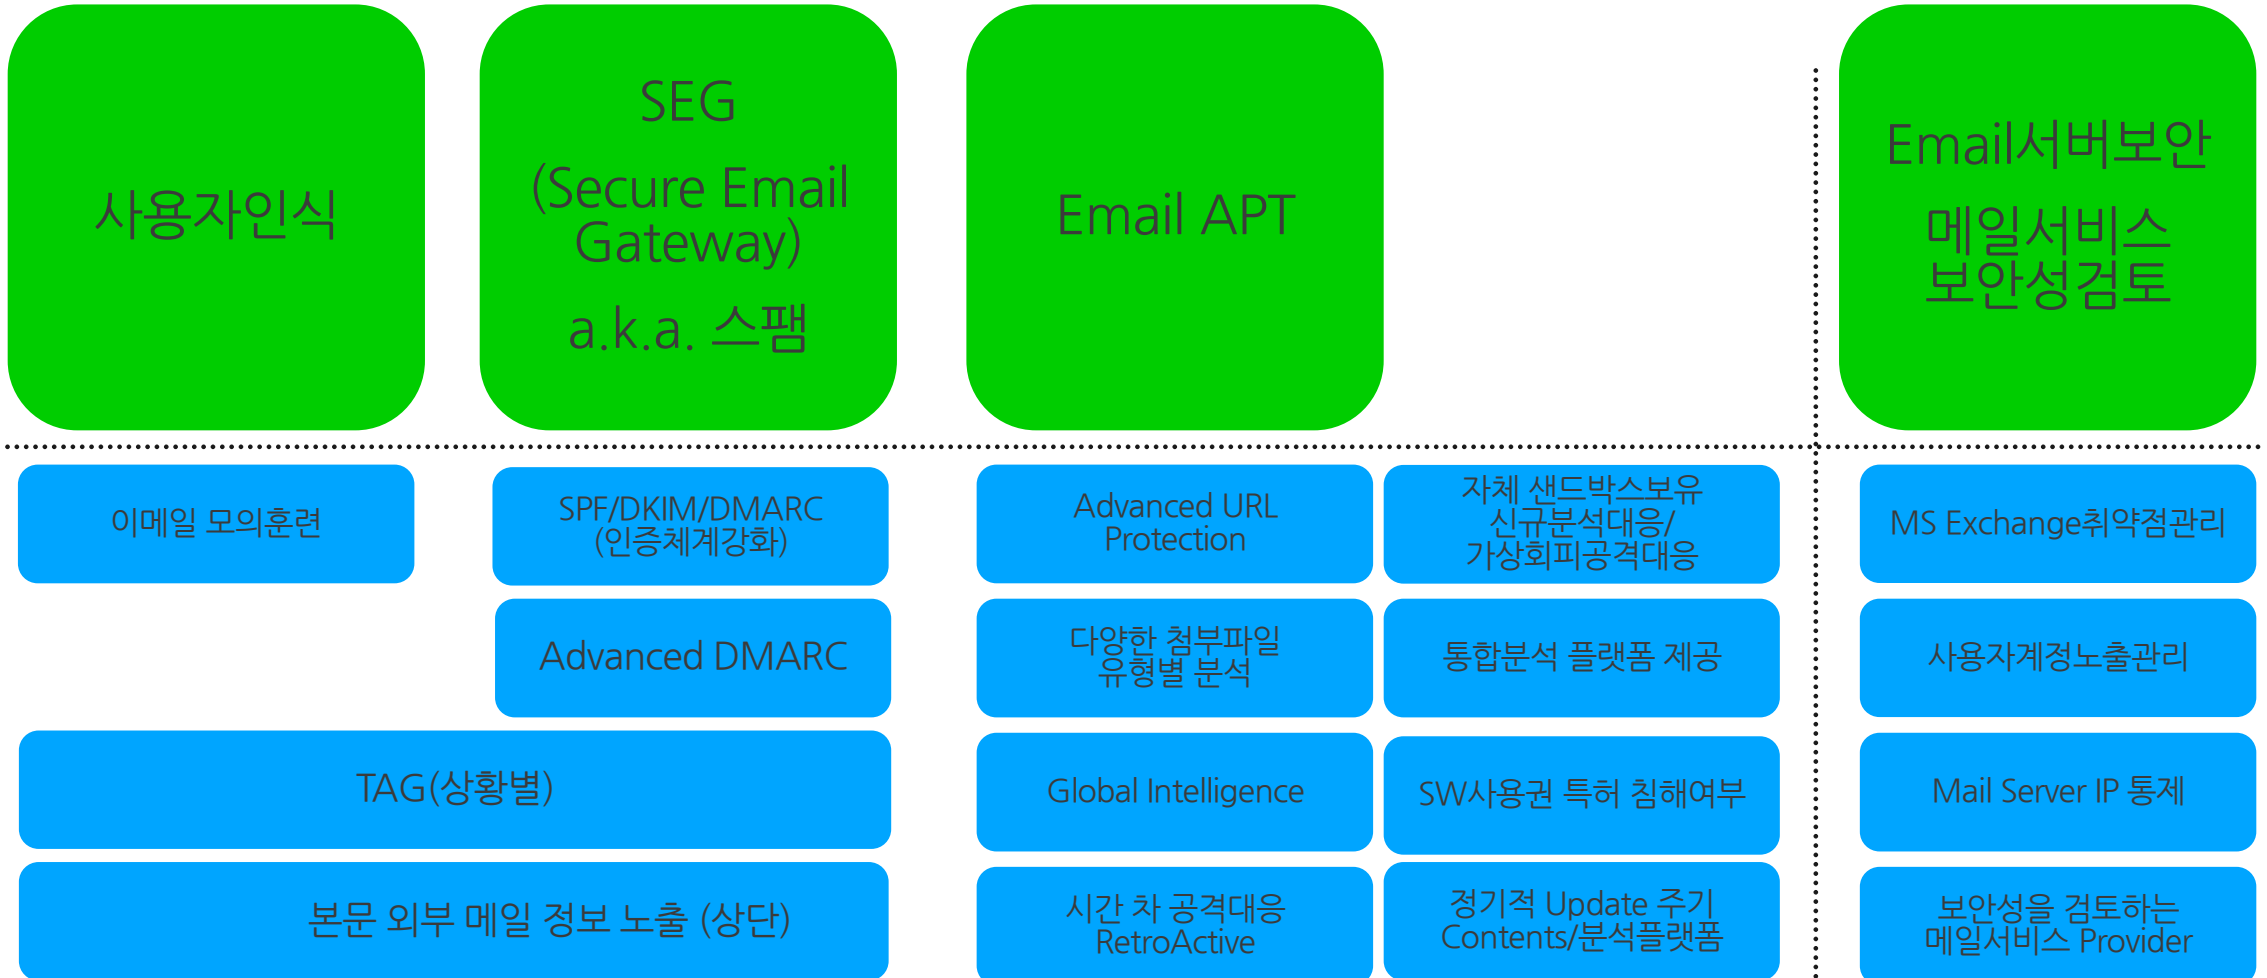 사용자인식
SEG
(Secure Email
Gateway)
a.k.a. 스팸
Email APT
Email서버보안
메일서비스
보안성검토
이메일 모의훈련
SPF/DKIM/DMARC
(인증체계강화)
Advanced URL
Protection
자체 샌드박스보유
신규분석대응/
가상회피공격대응
MS Exchange취약점관리
Advanced DMARC
다양한 첨부파일
유형별 분석
통합분석 플랫폼 제공
사용자계정노출관리
TAG(상황별)
Global Intelligence
SW사용권 특허 침해여부
Mail Server IP 통제
본문 외부 메일 정보 노출 (상단)
시간 차 공격대응
RetroActive
정기적 Update 주기
Contents/분석플랫폼
보안성을 검토하는
메일서비스 Provider